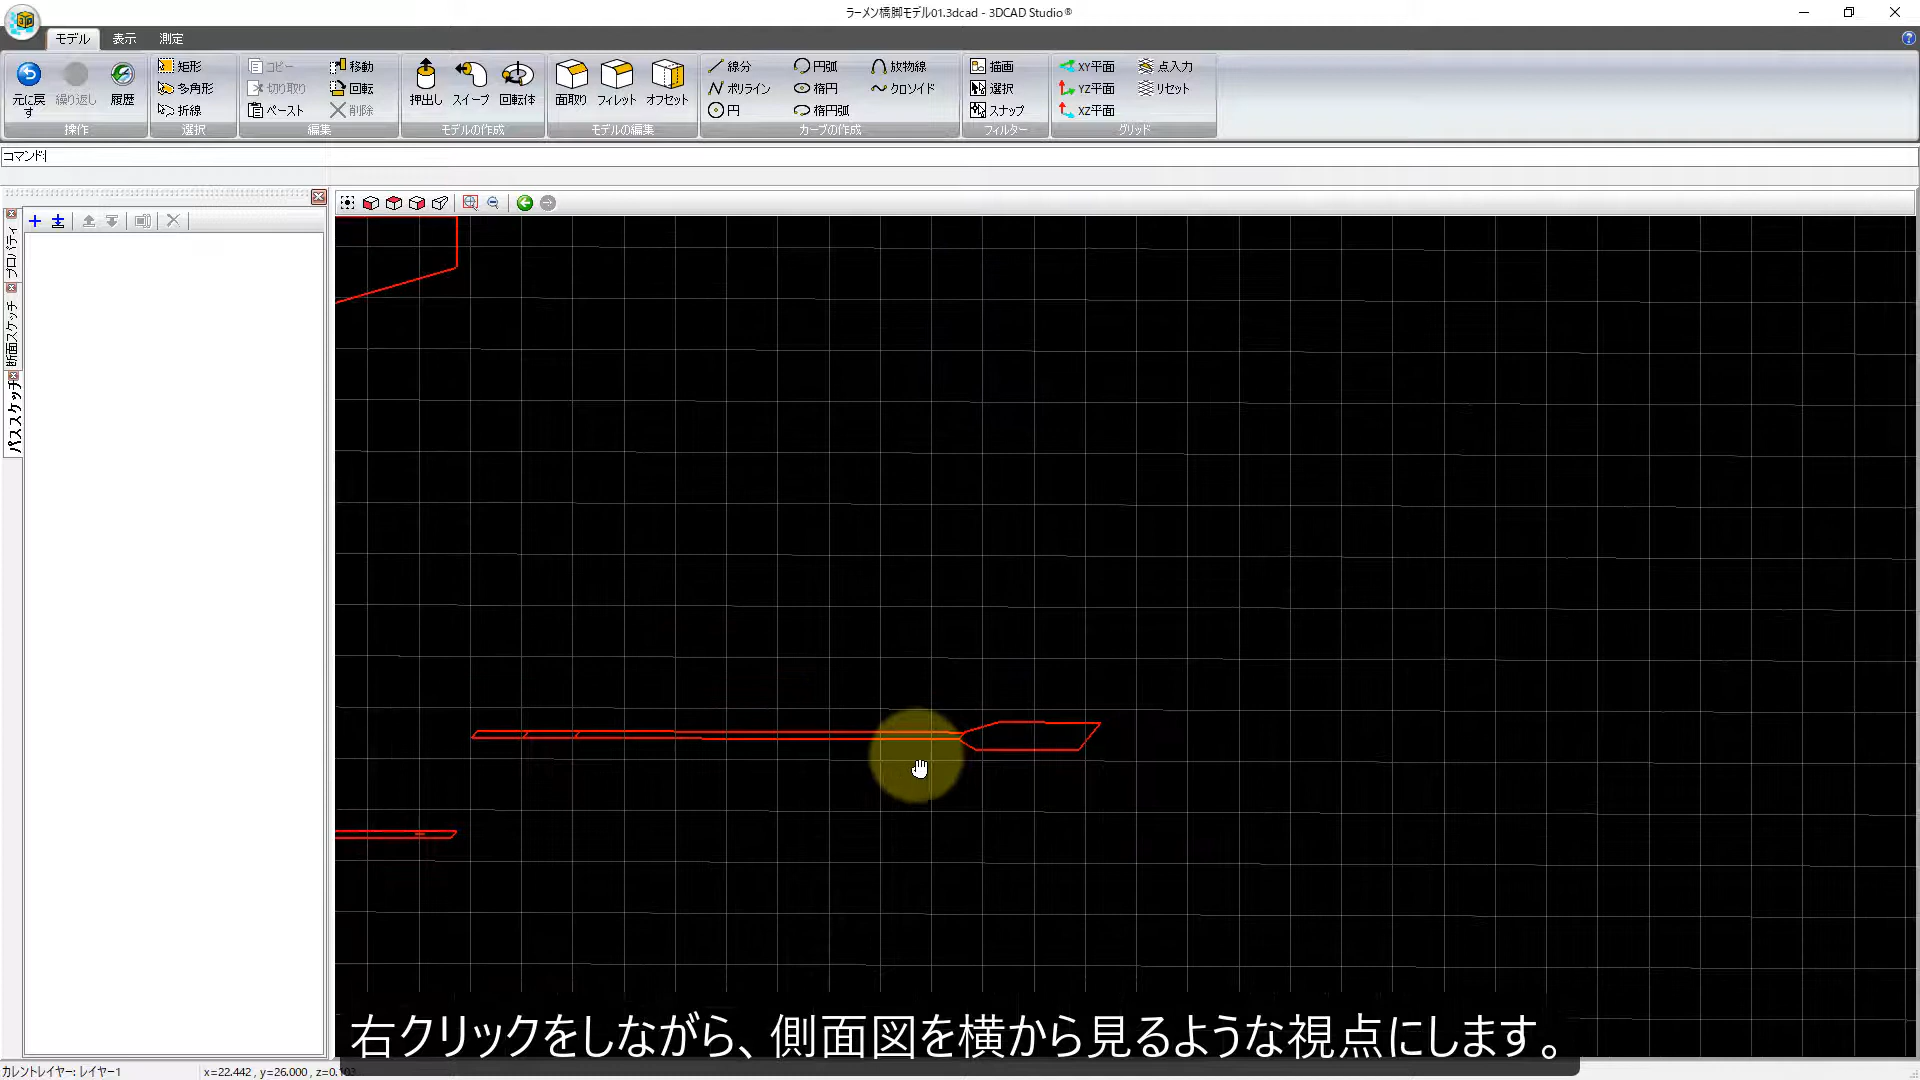 ラーメン橋脚モデル01.3dcad - 3DCAD Studio®
モデル 表示 測定
元に戻す 繰り返し 履歴
操作
矩形
多角形
折線
選択
コピー 移動
切り取り 回転
ペースト 削除
編集
押出し スイープ 回転体
モデルの作成
面取り フィレット オフセット
モデルの編集
線分 円弧 放物線
ポリライン 楕円 クロソイド
円 楕円弧
カーブの作成
描画
選択
スナップ
フィルター
XY平面 点入力
YZ平面 リセット
XZ平面
グリッド
コマンド:
プロパティ
断面スケッチ
パススケッチ
右クリックをしながら、側面図を横から見るような視点にします。
カレントレイヤー: レイヤー1 x=22.442 , y=26.000 , z=0.103